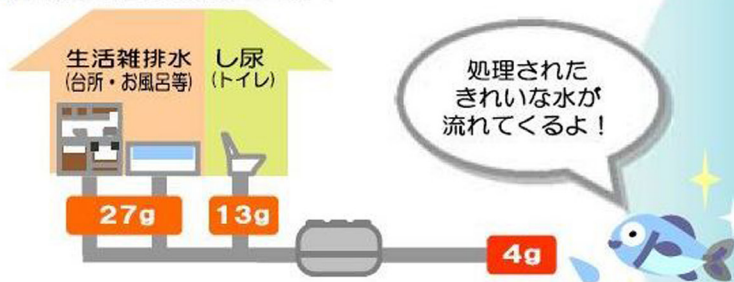 生活雑排水
(台所・お風呂等)
し尿
(トイレ)
処理された
きれいな水が
流れてくるよ！
27g
13g
4g